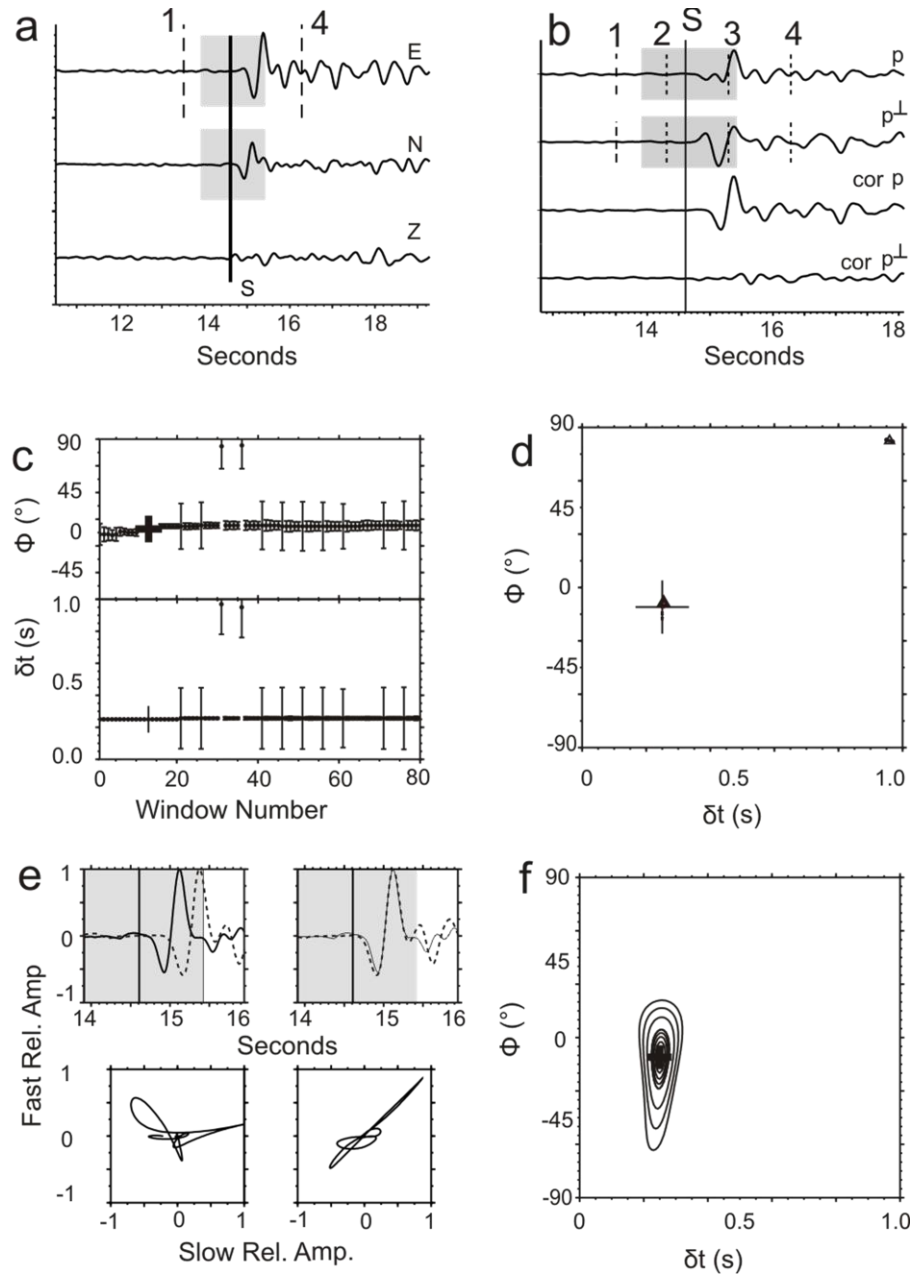 a
1
4
E
N
Z
S
12 14 16 18
Seconds
b
S
1
2
3
4
p
p⊥
cor p
cor p⊥
14 16 18
Seconds
c
Φ (°)
90
45
0
-45
δt (s)
1.0
0.5
0.0
0 20 40 60 80
Window Number
d
Φ (°)
90
45
0
-45
-90
0 0.5 1.0
δt (s)
e
Fast Rel. Amp
1
0
-1
14 15 16
14 15 16
Seconds
1
0
-1
-1 0 1
-1 0 1
Slow Rel. Amp.
f
Φ (°)
90
45
0
-45
-90
0 0.5 1.0
δt (s)